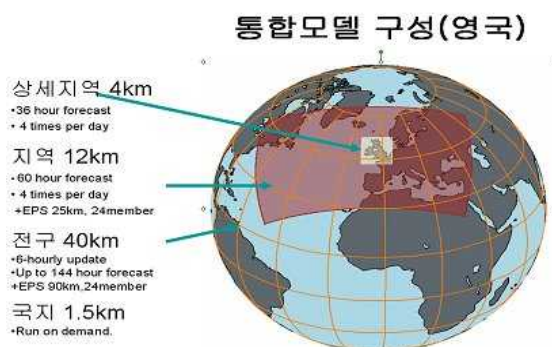 통합모델 구성(영국)
상세지역 4km
•36 hour forecast
• 4 times per day
지역 12km
•60 hour forecast
• 4 times per day
+EPS 25km, 24member
전구 40km
•6-hourly update
•Up to 144 hour forecast
+EPS 90km,24member
국지 1.5km
•Run on demand.